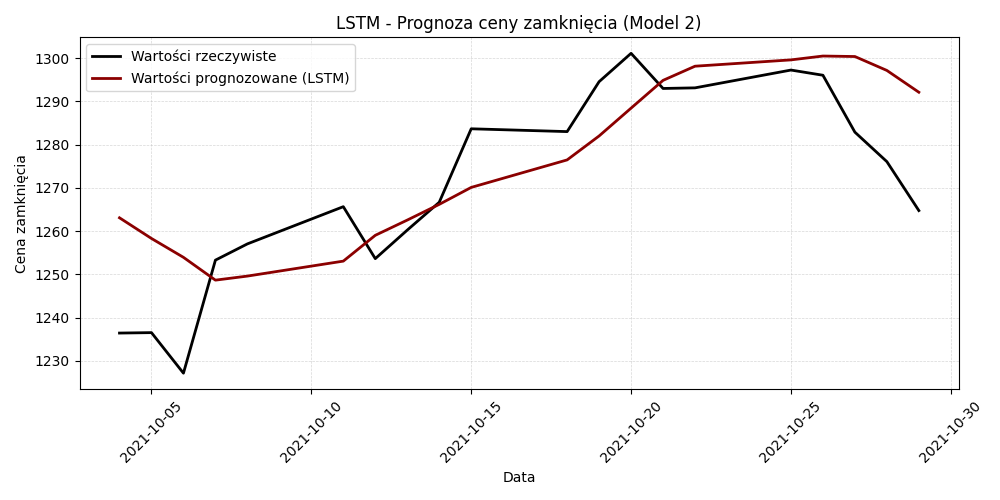 LSTM - Prognoza ceny zamknięcia (Model 2)
Wartości rzeczywiste
Wartości prognozowane (LSTM)
Cena zamknięcia
1300
1290
1280
1270
1260
1250
1240
1230
2021-10-05
2021-10-10
2021-10-15
2021-10-20
2021-10-25
2021-10-30
Data